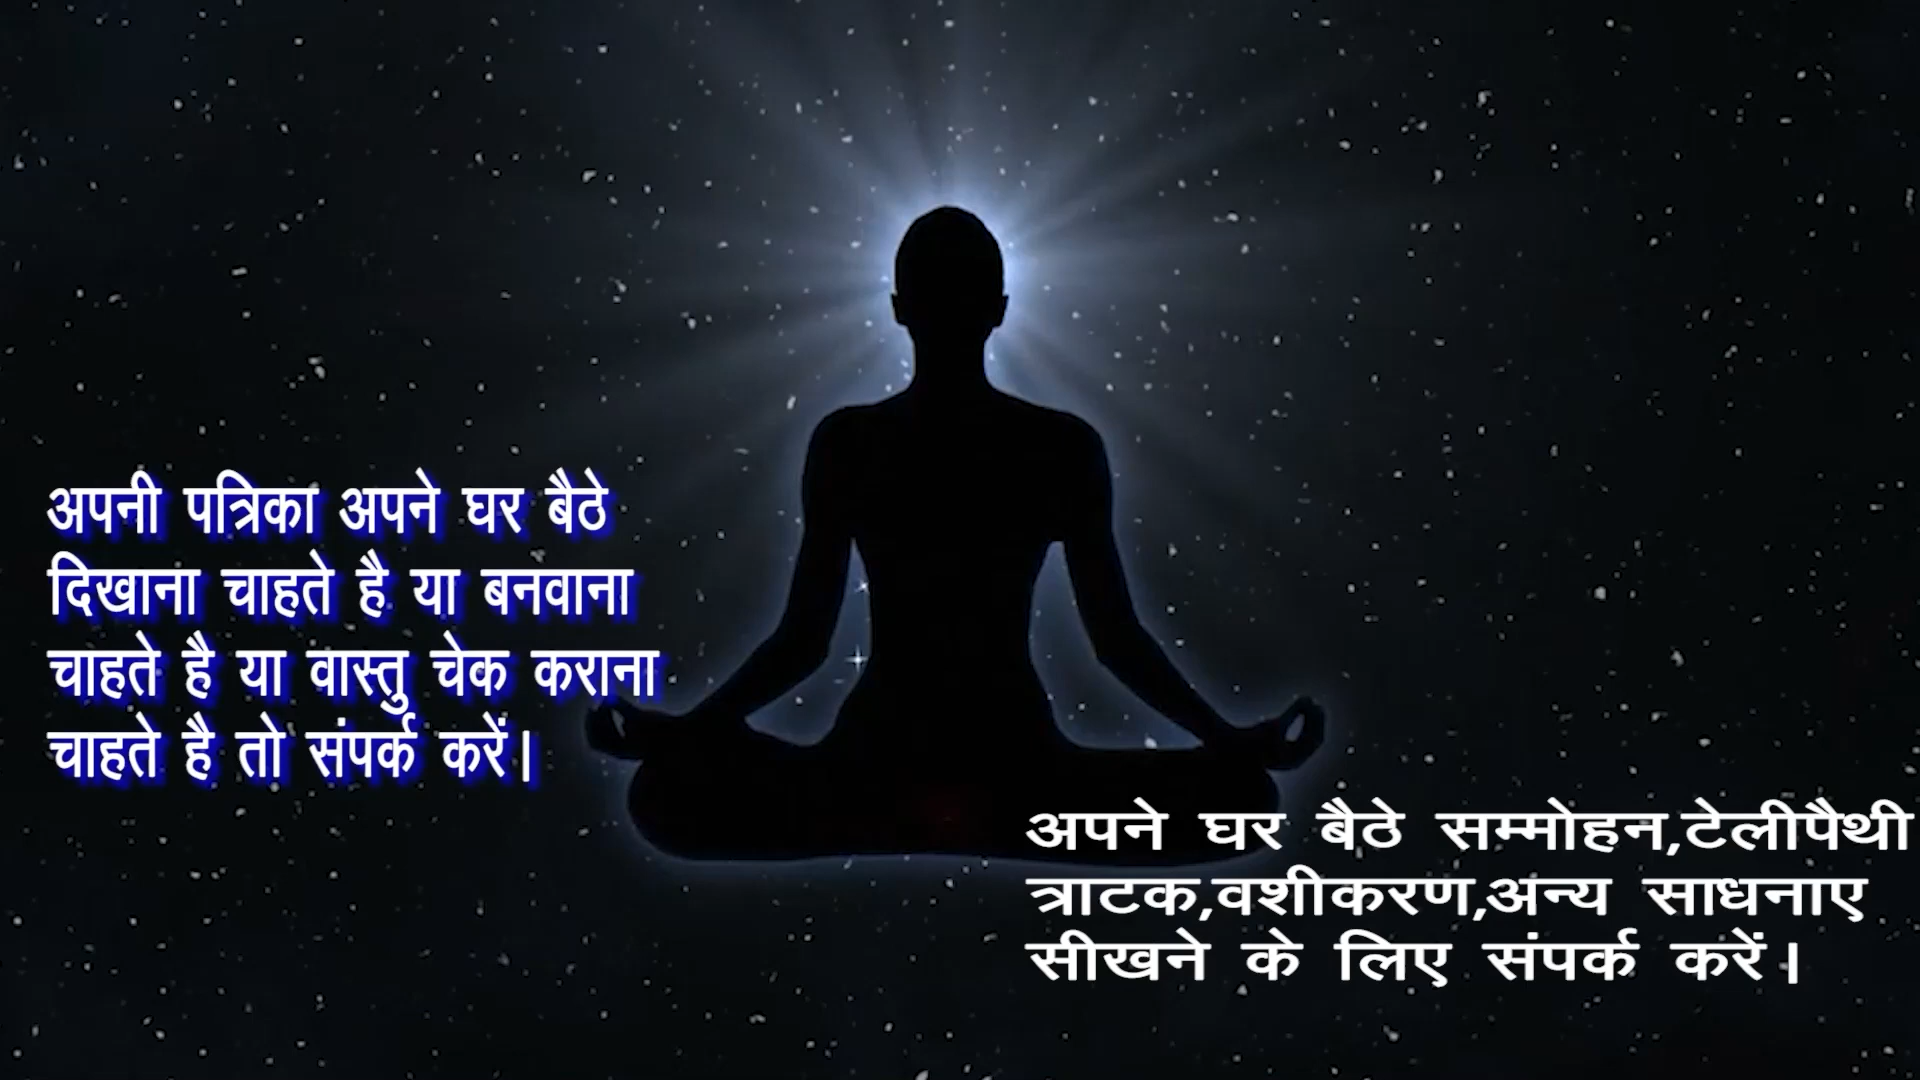 अपनी पत्रिका अपने घर बैठे
दिखाना चाहते है या बनवाना
चाहते है या वास्तु चेक कराना
चाहते है तो संपर्क करें|
अपने घर बैठे सम्मोहन,टेलीपैथी
त्राटक,वशीकरण,अन्य साधनाए
सीखने के लिए संपर्क करें|